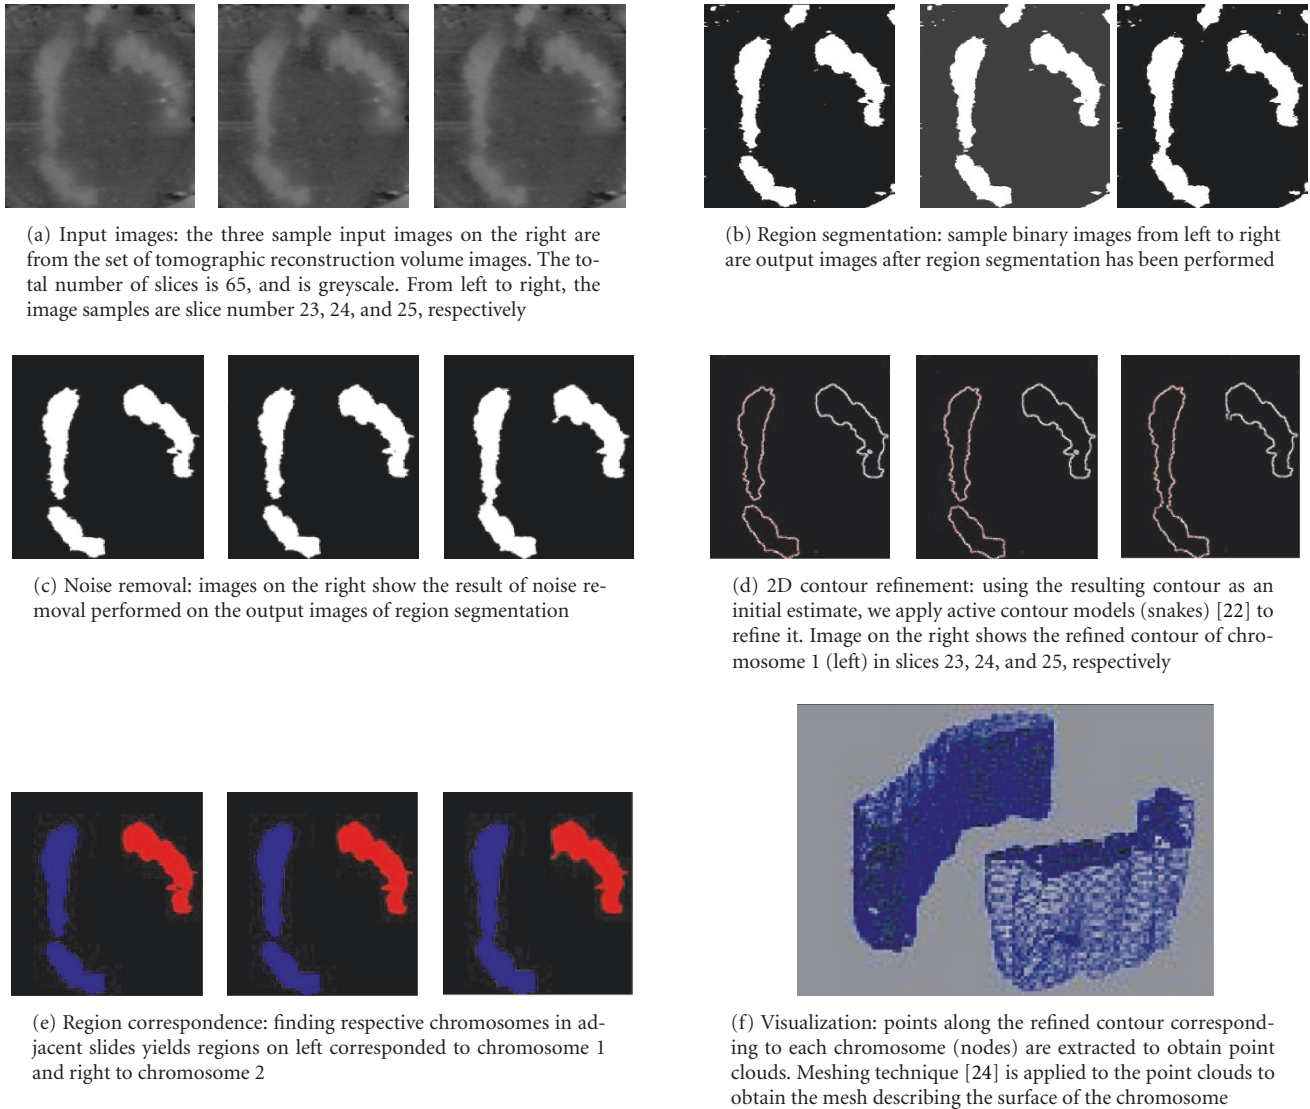 (a) Input images: the three sample input images on the right are
from the set of tomographic reconstruction volume images. The to-
tal number of slices is 65, and is greyscale. From left to right, the
image samples are slice number 23, 24, and 25, respectively
(b) Region segmentation: sample binary images from left to right
are output images after region segmentation has been performed
(c) Noise removal: images on the right show the result of noise re-
moval performed on the output images of region segmentation
(d) 2D contour refinement: using the resulting contour as an
initial estimate, we apply active contour models (snakes) [22] to
refine it. Image on the right shows the refined contour of chro-
mosome 1 (left) in slices 23, 24, and 25, respectively
(e) Region correspondence: finding respective chromosomes in ad-
jacent slides yields regions on left corresponded to chromosome 1
and right to chromosome 2
(f) Visualization: points along the refined contour correspond-
ing to each chromosome (nodes) are extracted to obtain point
clouds. Meshing technique [24] is applied to the point clouds to
obtain the mesh describing the surface of the chromosome